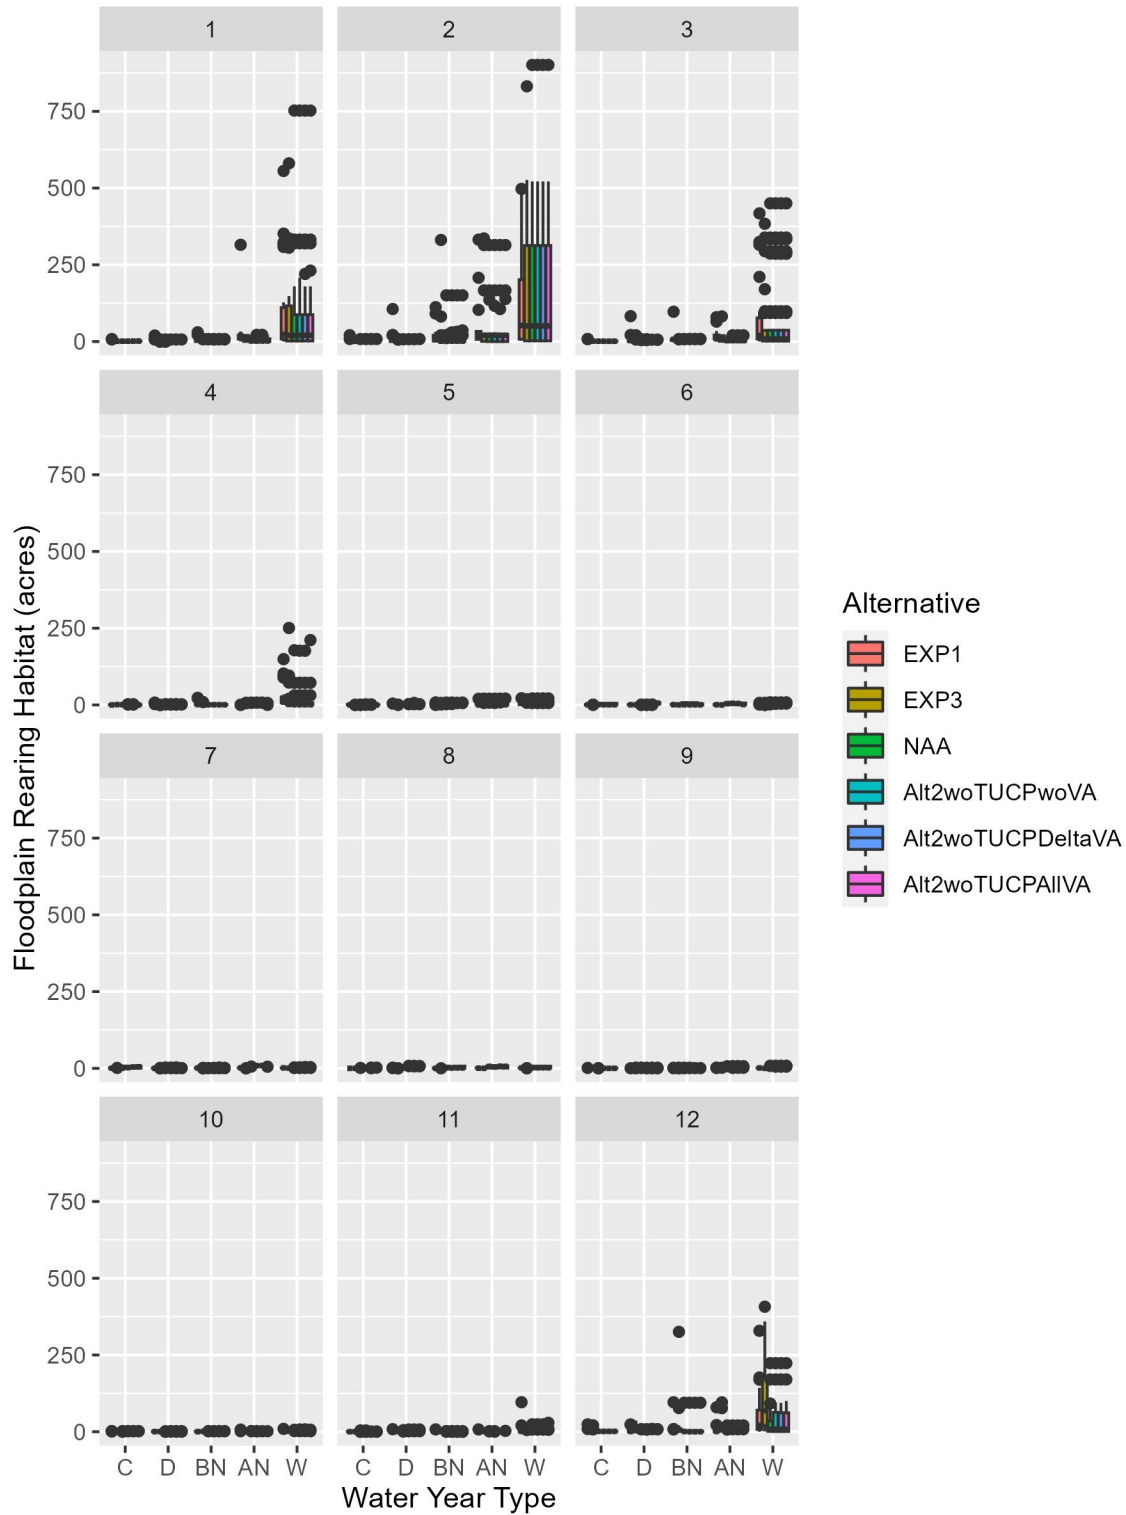 1 2 3
750
500
250
0
4 5 6
750
500
250
0
7 8 9
750
500
250
0
10 11 12
750
500
250
0
C D BN AN W C D BN AN W C D BN AN W
Water Year Type
Floodplain Rearing Habitat (acres)
Alternative
EXP1
EXP3
NAA
Alt2woTUCPwoVA
Alt2woTUCPDeltaVA
Alt2woTUCPAllVA